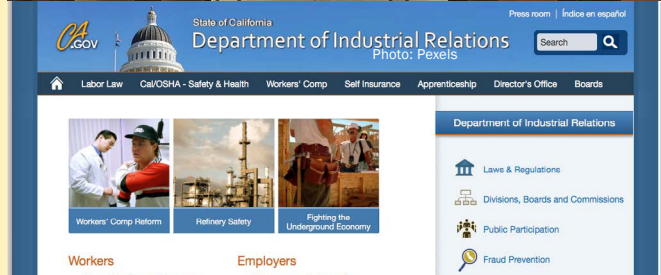 Press room | Índice en español
CA.GOV
State of California
Department of Industrial Relations
Photo: Pexels
Search
Labor Law Cal/OSHA - Safety & Health Workers' Comp Self Insurance Apprenticeship Director's Office Boards
Department of Industrial Relations
Laws & Regulations
Divisions, Boards and Commissions
Public Participation
Fraud Prevention
Workers' Comp Reform
Refinery Safety
Fighting the
Underground Economy
Workers
Employers